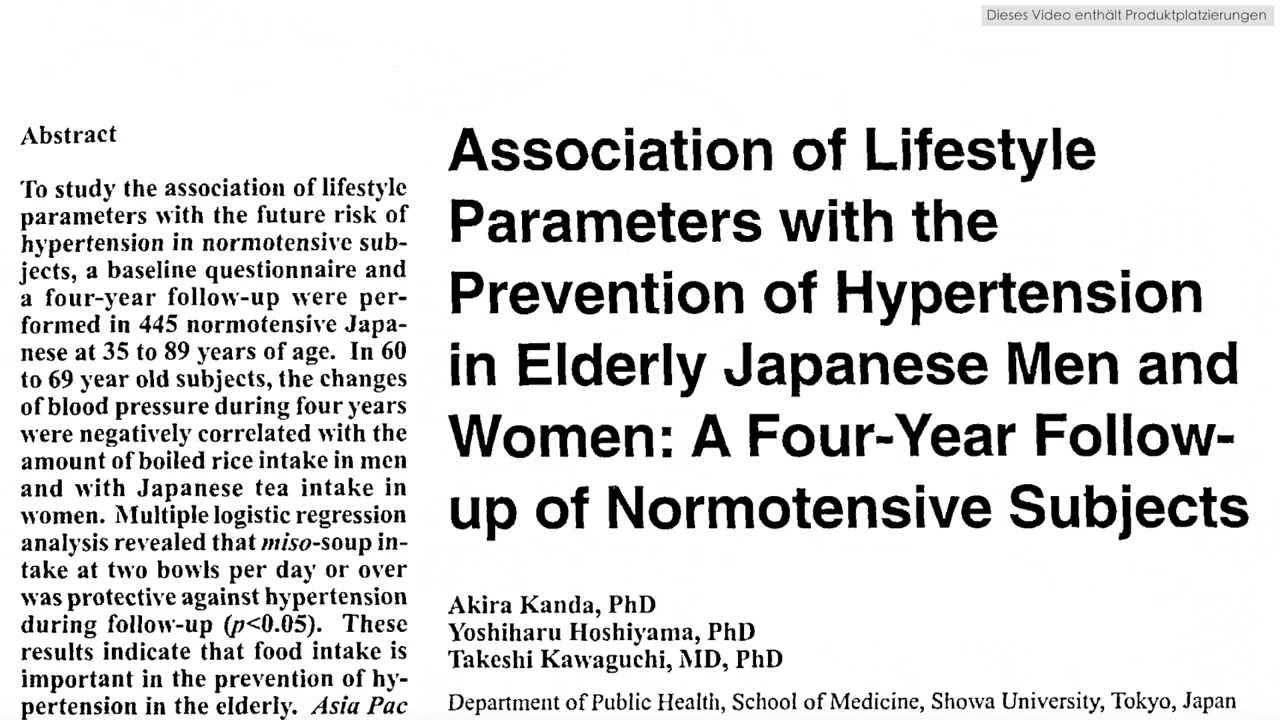 Dieses Video enthält Produktplatzierungen
Abstract
To study the association of lifestyle
parameters with the future risk of
hypertension in normotensive sub-
jects, a baseline questionnaire and
a four-year follow-up were per-
formed in 445 normotensive Japa-
nese at 35 to 89 years of age. In 60
to 69 year old subjects, the changes
of blood pressure during four years
were negatively correlated with the
amount of boiled rice intake in men
and with Japanese tea intake in
women. Multiple logistic regression
analysis revealed that miso-soup in-
take at two bowls per day or over
was protective against hypertension
during follow-up (p<0.05). These
results indicate that food intake is
important in the prevention of hy-
pertension in the elderly. Asia Pac
Association of Lifestyle
Parameters with the
Prevention of Hypertension
in Elderly Japanese Men and
Women: A Four-Year Follow-
up of Normotensive Subjects
Akira Kanda, PhD
Yoshiharu Hoshiyama, PhD
Takeshi Kawaguchi, MD, PhD
Department of Public Health, School of Medicine, Showa University, Tokyo, Japan